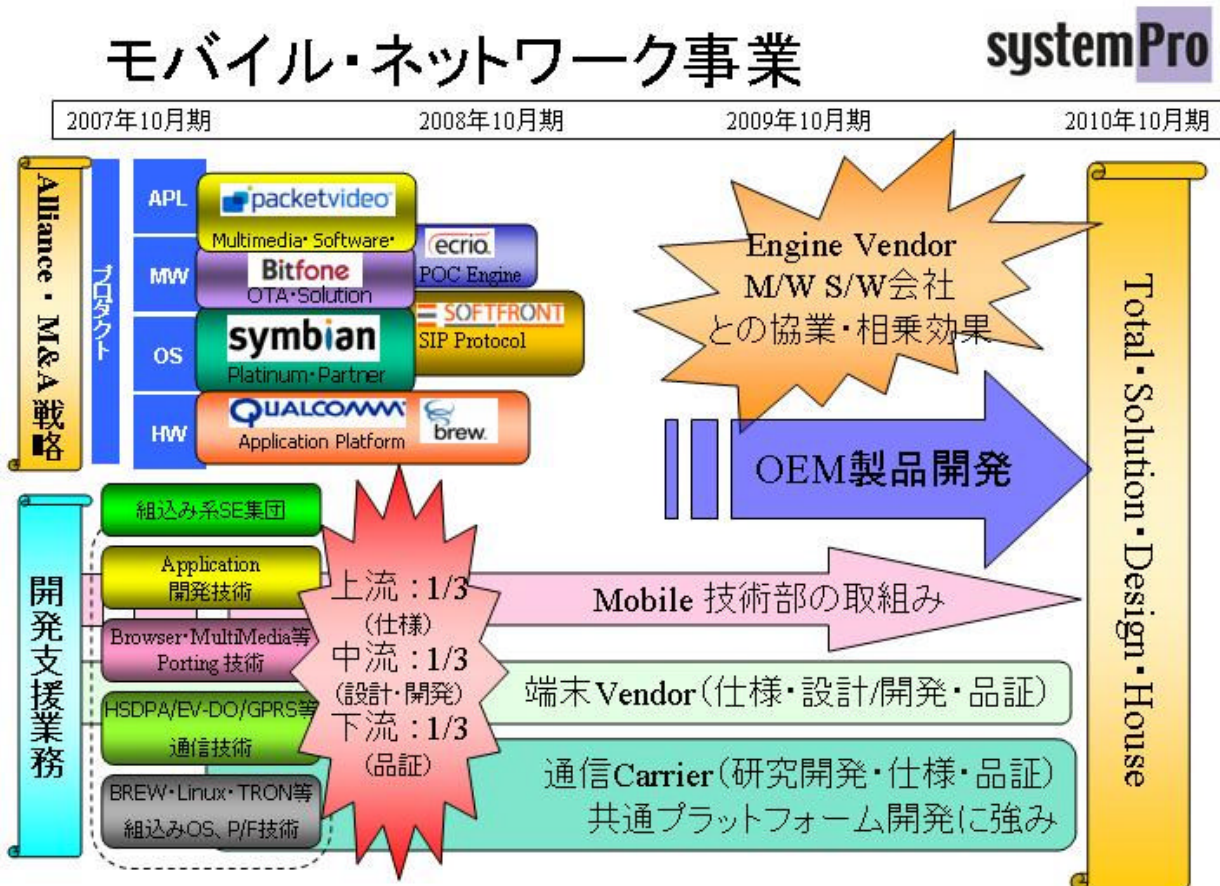 モバイル・ネットワーク事業
systemPro
2007年10月期
2008年10月期
2009年10月期
2010年10月期
Alliance・M&A戦略
プロダクト
APL
packetvideo
Multimedia・Software・
MW
Bitfone
OTA・Solution
ecrio.
POC Engine
OS
symbian
Platinum・Partner
SOFTFRONT
SIP Protocol
HW
QUALCOMM
Application Platform
brew.
Engine Vendor
M/W S/W会社
との協業・相乗効果
OEM製品開発
開発支援業務
組込み系SE集団
Application
開発技術
Browser・MultiMedia等
Porting 技術
HSDPA/EV-DO/GPRS等
通信技術
BREW・Linux・TRON等
組込みOS、P/F技術
上流：1/3
(仕様)
中流：1/3
(設計・開発)
下流：1/3
(品証)
Mobile 技術部の取組み
端末Vendor(仕様・設計/開発・品証)
通信Carrier(研究開発・仕様・品証)
共通プラットフォーム開発に強み
Total・Solution・Design・House